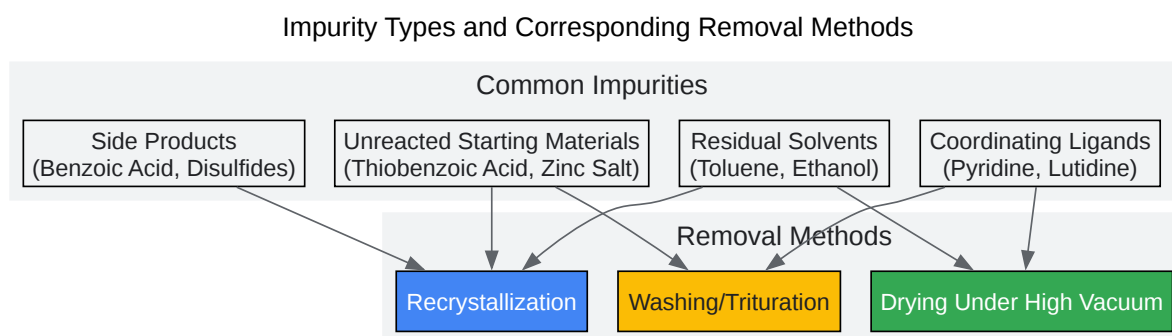 Impurity Types and Corresponding Removal Methods
Common Impurities
Side Products
(Benzoic Acid, Disulfides)
Unreacted Starting Materials
(Thiobenzoic Acid, Zinc Salt)
Residual Solvents
(Toluene, Ethanol)
Coordinating Ligands
(Pyridine, Lutidine)
Removal Methods
Recrystallization
Washing/Trituration
Drying Under High Vacuum